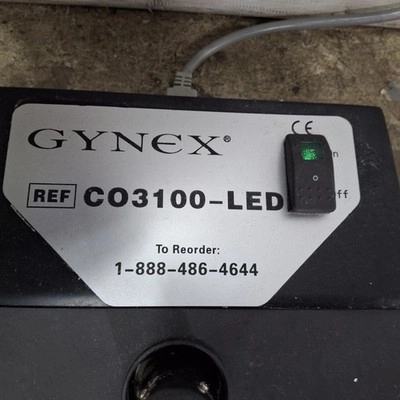 GYNEX®
CE
REF CO3100-LED
To Reorder:
1-888-486-4644